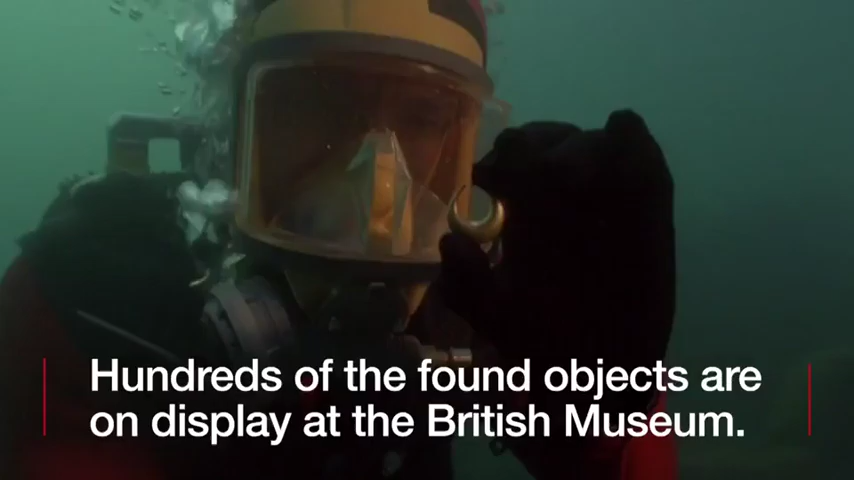 Hundreds of the found objects are
on display at the British Museum.